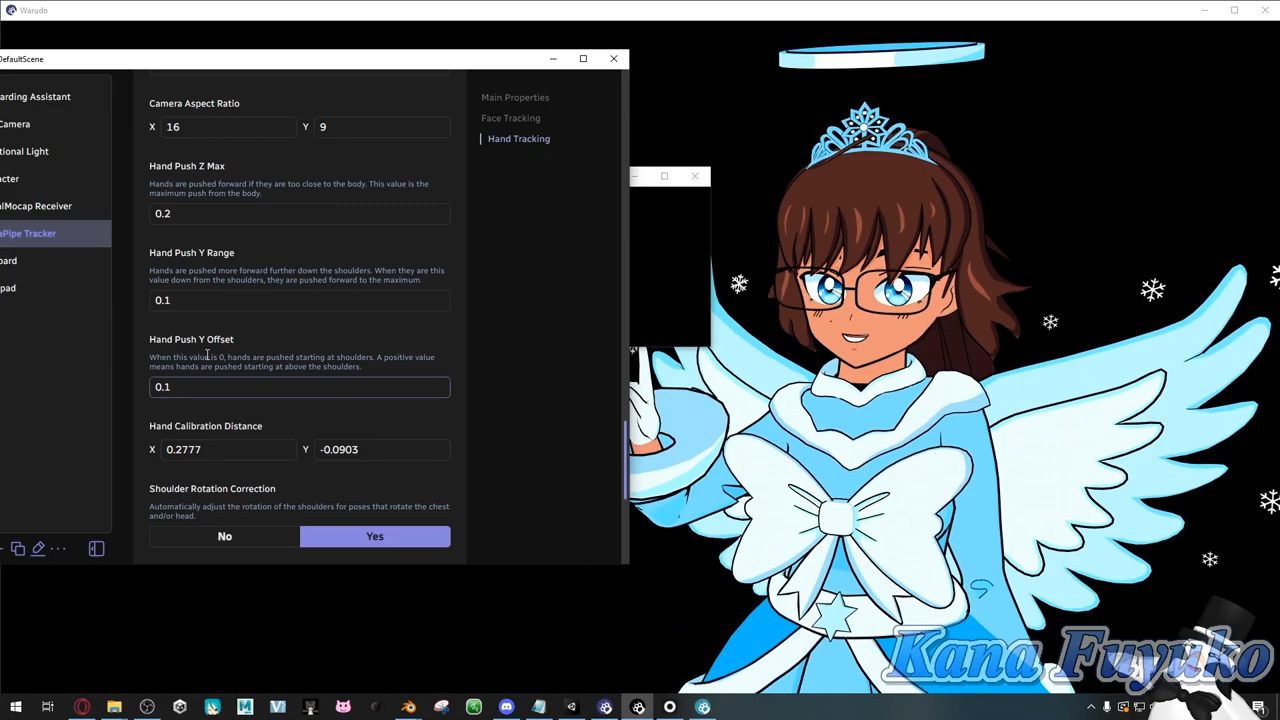 Warudo
DefaultScene
arding Assistant
Camera
tional Light
acter
alMocap Receiver
aPipe Tracker
oard
pad
Camera Aspect Ratio
X 16 Y 9
Hand Push Z Max
Hands are pushed forward if they are too close to the body. This value is the
maximum push from the body.
0.2
Hand Push Y Range
Hands are pushed more forward further down the shoulders. When they are this
value down from the shoulders, they are pushed forward to the maximum.
0.1
Hand Push Y Offset
When this value is 0, hands are pushed starting at shoulders. A positive value
means hands are pushed starting at above the shoulders.
0.1
Hand Calibration Distance
X 0.2777 Y -0.0903
Shoulder Rotation Correction
Automatically adjust the rotation of the shoulders for poses that rotate the chest
and/or head.
No Yes
Main Properties
Face Tracking
Hand Tracking
Kana Fuyuko